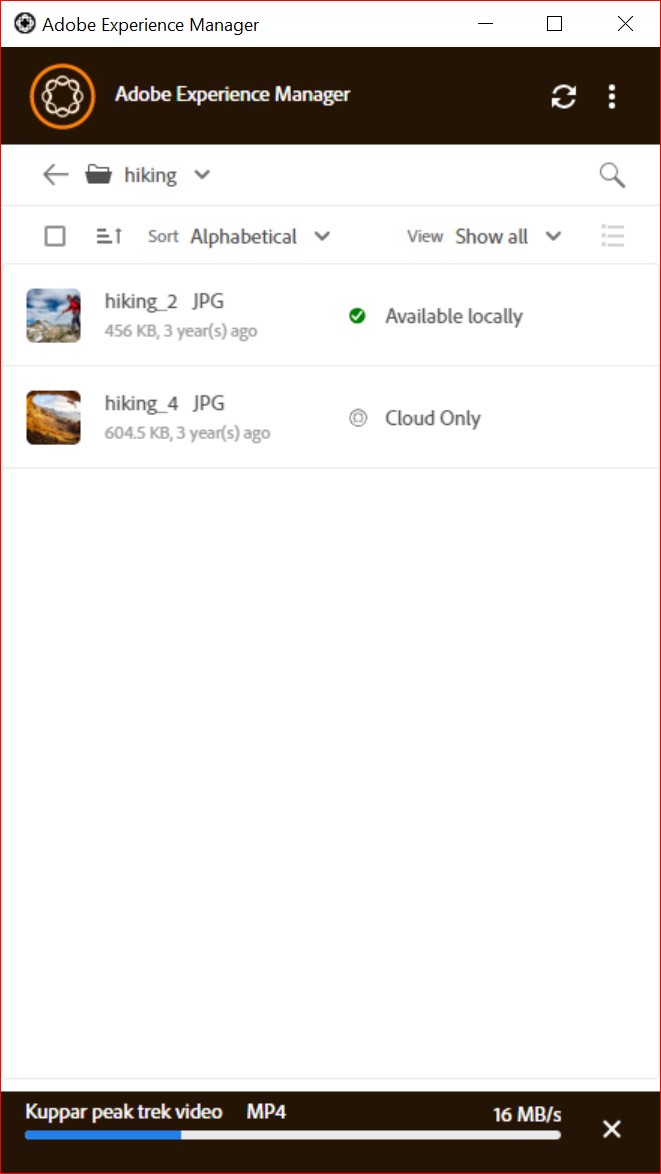 Adobe Experience Manager
Adobe Experience Manager
hiking
Sort Alphabetical View Show all
hiking_2 JPG
456 KB, 3 year(s) ago
Available locally
hiking_4 JPG
604.5 KB, 3 year(s) ago
Cloud Only
Kuppar peak trek video MP4 16 MB/s